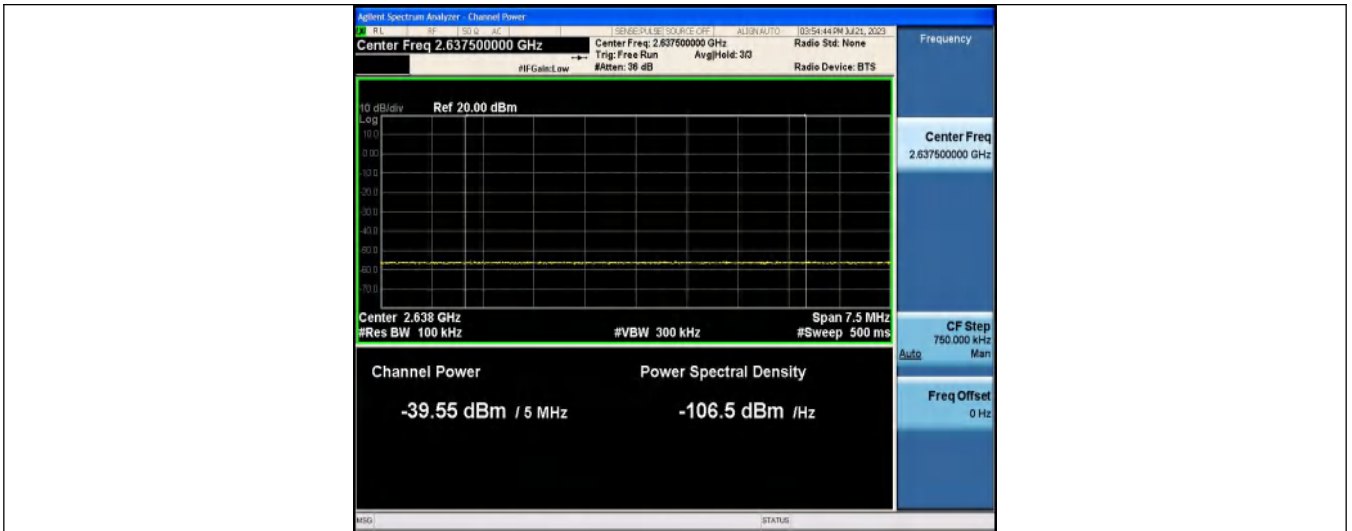 Agilent Spectrum Analyzer - Channel Power
RL RF 50 Ω AC SENSE:PULSE SOURCE OFF ALIGN AUTO 03:54:44 PM Jul 21, 2023
Center Freq 2.637500000 GHz
Center Freq: 2.637500000 GHz
Radio Std: None
Trig: Free Run Avg|Hold: 3/3
#IFGain:Low #Atten: 36 dB Radio Device: BTS
10 dB/div Ref 20.00 dBm
Log
10.0
0.00
-10.0
-20.0
-30.0
-40.0
-50.0
-60.0
-70.0
Center 2.638 GHz Span 7.5 MHz
#Res BW 100 kHz #VBW 300 kHz #Sweep 500 ms
Channel Power Power Spectral Density
-39.55 dBm / 5 MHz -106.5 dBm /Hz
MSG STATUS
Frequency
Center Freq
2.637500000 GHz
CF Step
750.000 kHz
Auto Man
Freq Offset
0 Hz